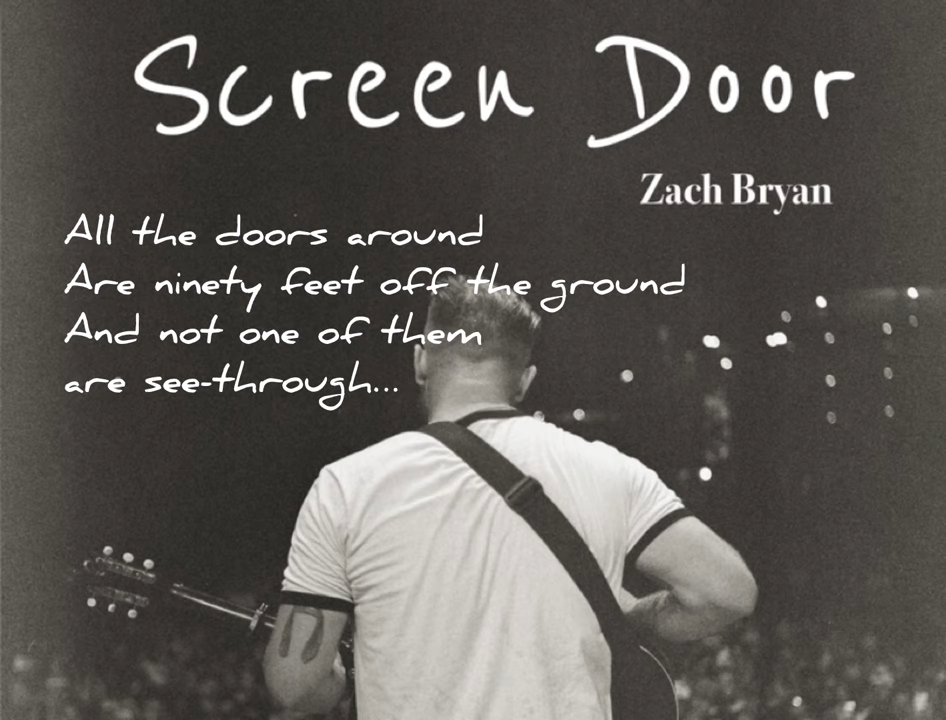 Screen Door
Zach Bryan
All the doors around
Are ninety feet off the ground
And not one of them
are see-through...